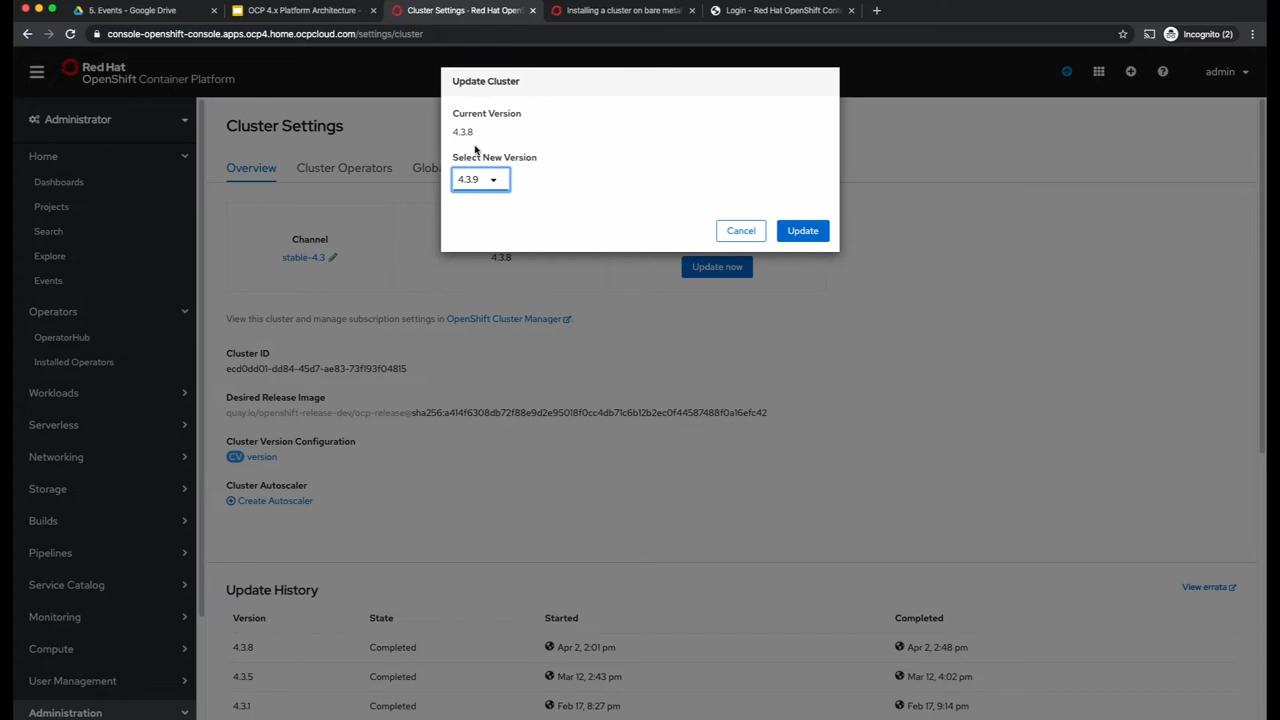 5. Events - Google Drive
OCP 4.x Platform Architecture -
Cluster Settings · Red Hat Open
Installing a cluster on bare meta
Login - Red Hat OpenShift Cont
console-openshift-console.apps.ocp4.home.ocpcloud.com/settings/cluster
Incognito (2)
Red Hat
OpenShift Container Platform
admin
Administrator
Home
Dashboards
Projects
Search
Explore
Events
Operators
OperatorHub
Installed Operators
Workloads
Serverless
Networking
Storage
Builds
Pipelines
Service Catalog
Monitoring
Compute
User Management
Administration
Cluster Settings
Overview
Cluster Operators
Globa
Update Cluster
Current Version
4.3.8
Select New Version
4.3.9
Cancel
Update
Channel
stable-4.3
4.3.8
Update now
View this cluster and manage subscription settings in OpenShift Cluster Manager.
Cluster ID
ecd0dd01-dd84-45d7-ae83-73f193f04815
Desired Release Image
quay.io/openshift-release-dev/ocp-release@sha256:a414f6308db72f88e9d2e95018f0cc4db71c6b12b2ec0f44587488f0a16efc42
Cluster Version Configuration
CV version
Cluster Autoscaler
Create Autoscaler
Update History
View errata
Version State Started Completed
4.3.8 Completed Apr 2, 2:01 pm Apr 2, 2:48 pm
4.3.5 Completed Mar 12, 2:43 pm Mar 12, 4:02 pm
4.3.1 Completed Feb 17, 8:27 pm Feb 17, 9:14 pm